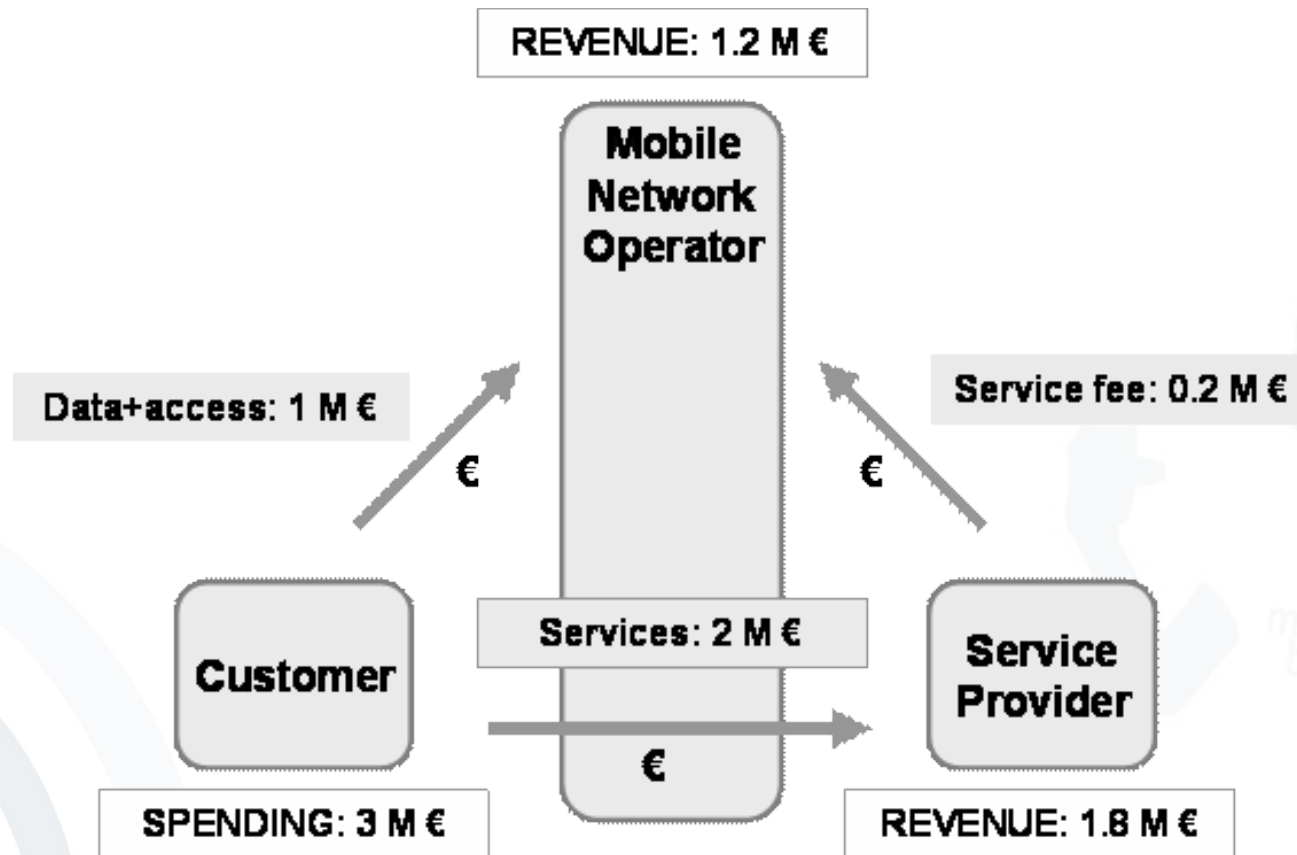 REVENUE: 1.2 M €
Mobile
Network
Operator
Data+access: 1 M €
Service fee: 0.2 M €
€
€
Services: 2 M €
Customer
Service
Provider
€
SPENDING: 3 M €
REVENUE: 1.8 M €